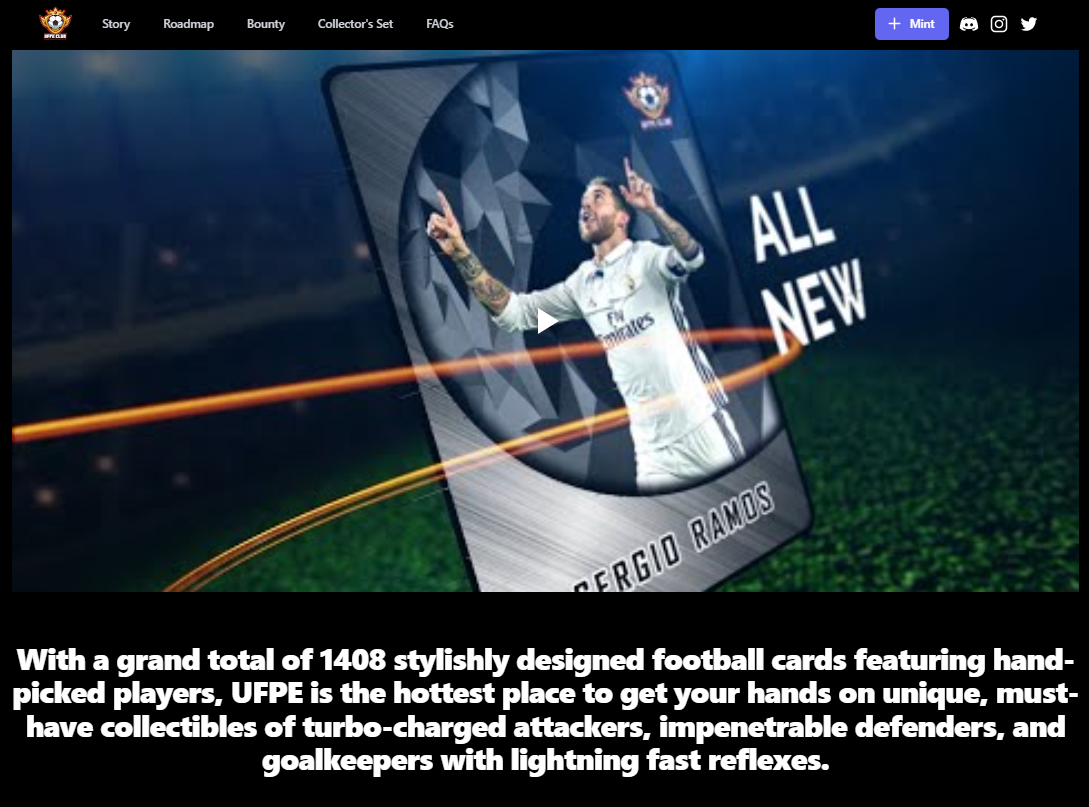 Story Roadmap Bounty Collector's Set FAQs Mint
UFPE CLUB
UFPE CLUB
ALL
NEW
Fly
Emirates
SERGIO RAMOS
With a grand total of 1408 stylishly designed football cards featuring hand-
picked players, UFPE is the hottest place to get your hands on unique, must-
have collectibles of turbo-charged attackers, impenetrable defenders, and
goalkeepers with lightning fast reflexes.